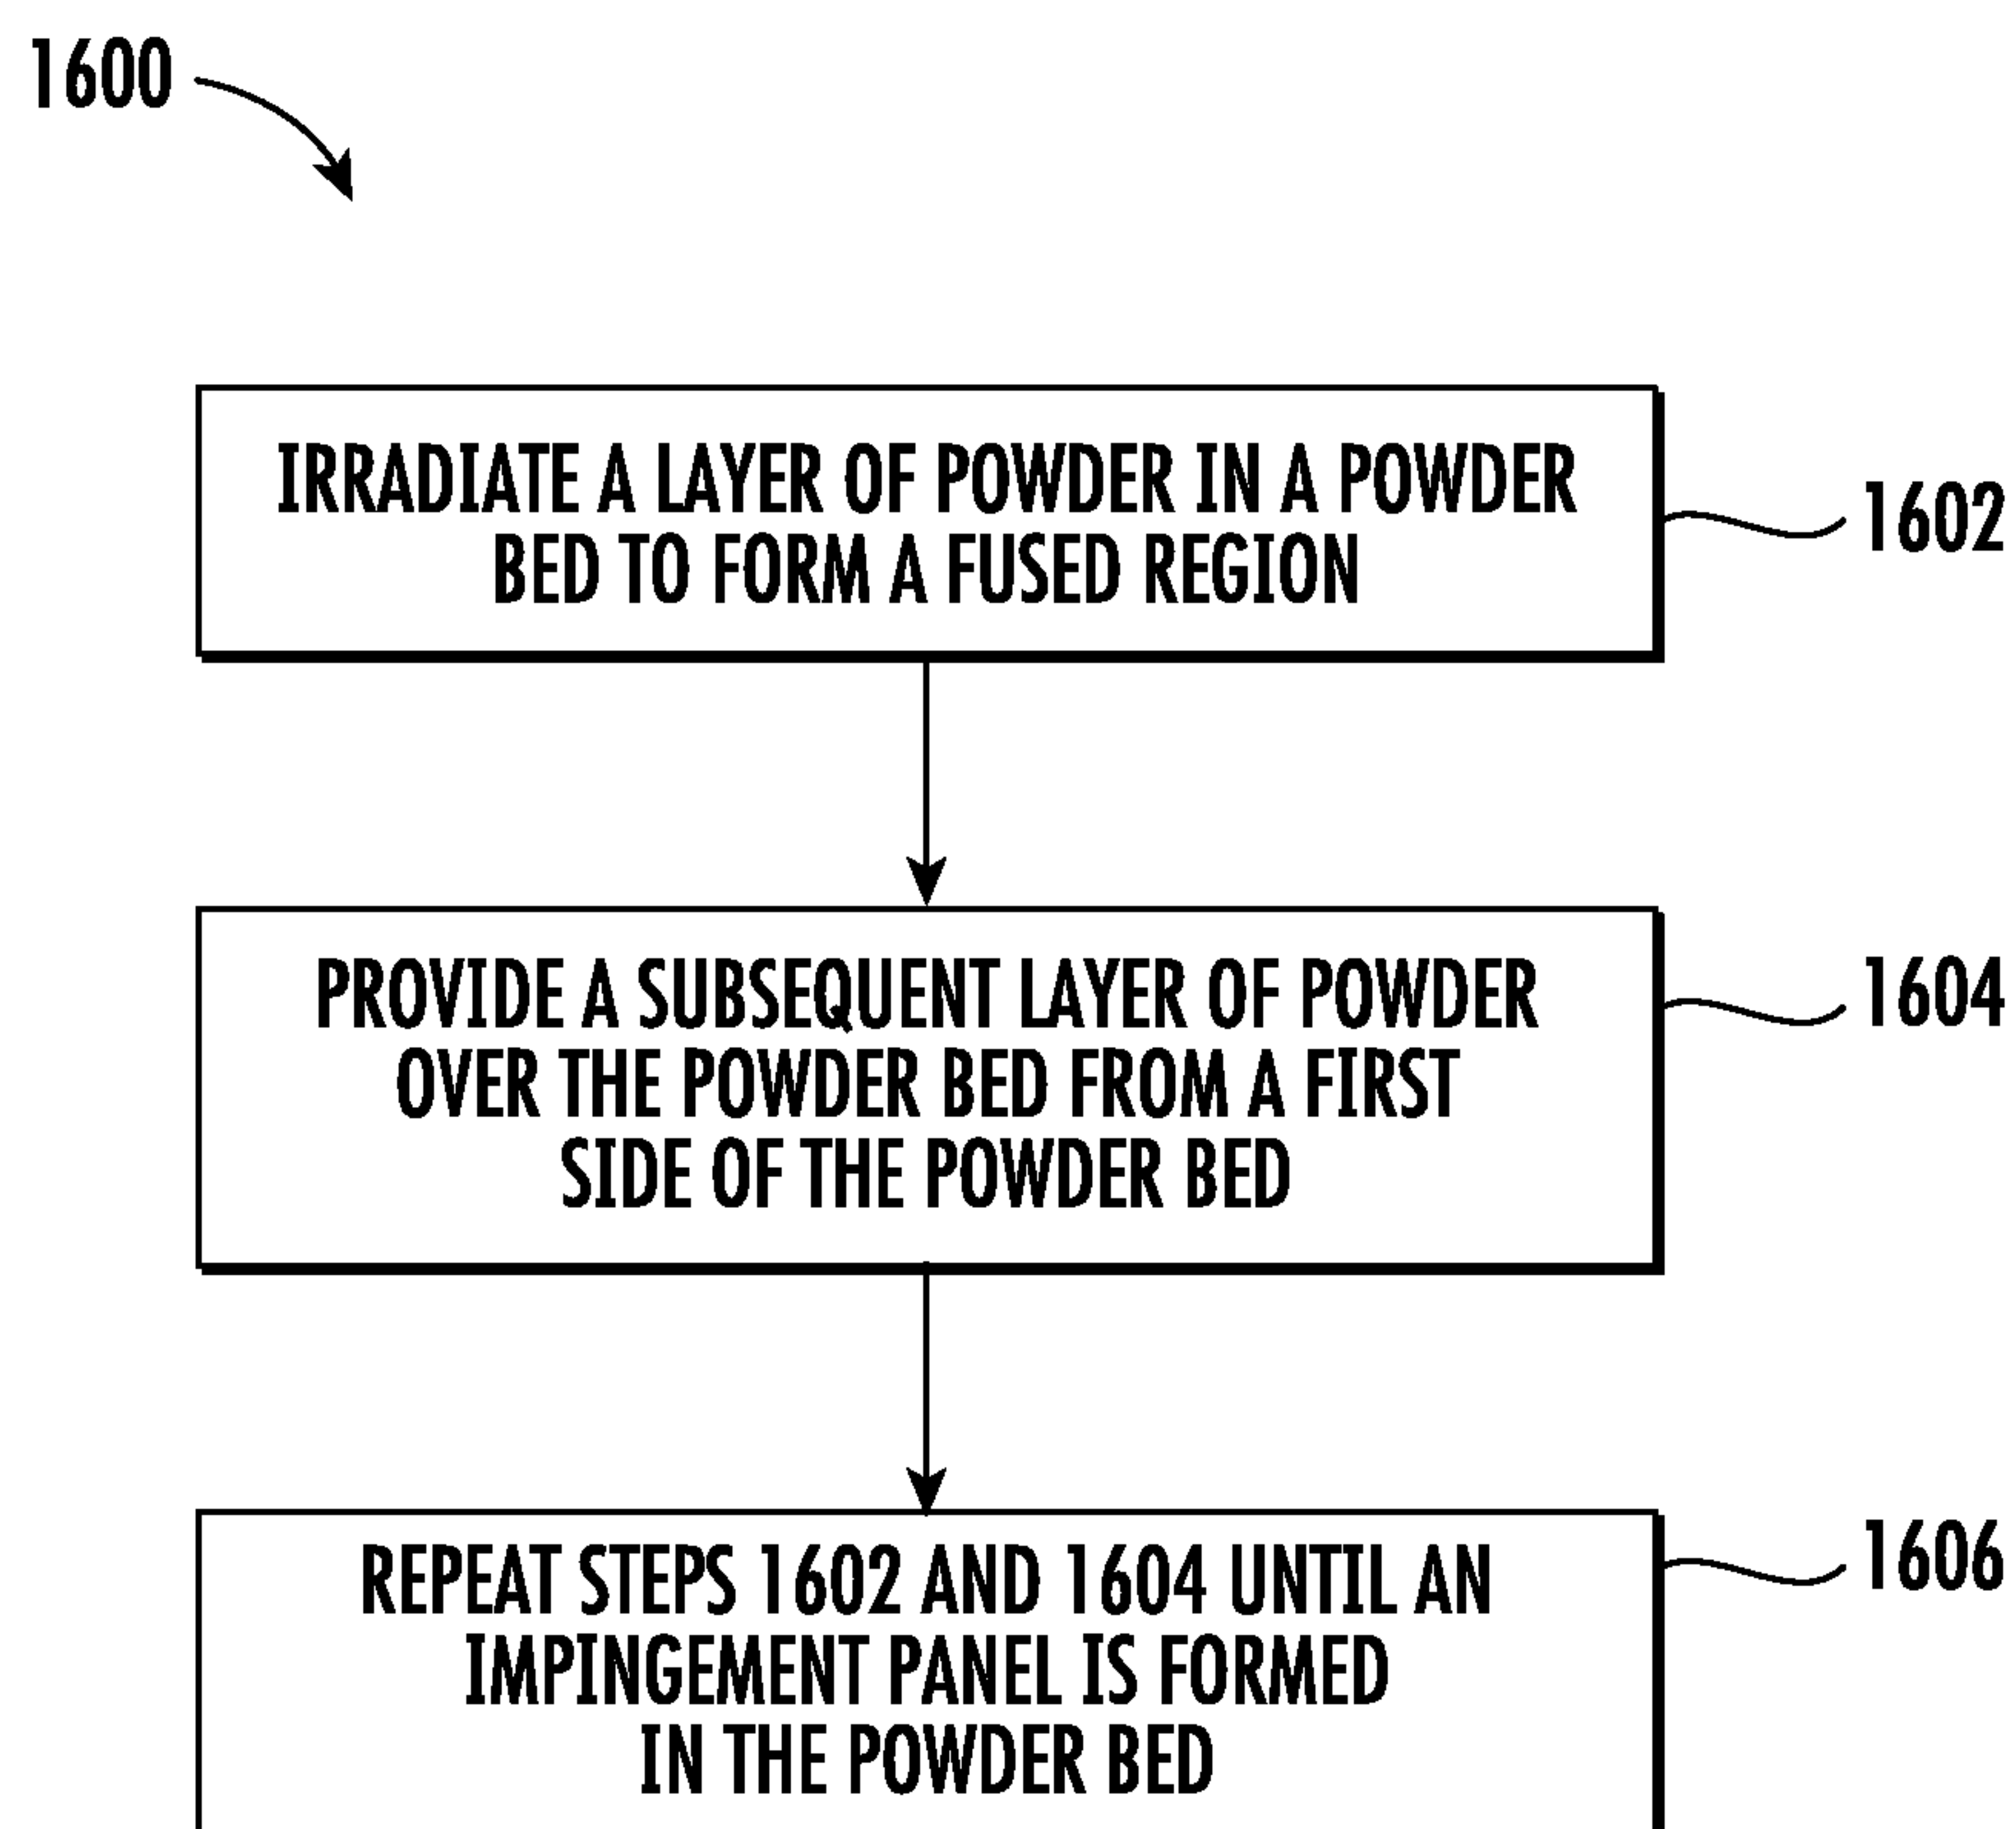 1600
IRRADIATE A LAYER OF POWDER IN A POWDER
BED TO FORM A FUSED REGION
1602
PROVIDE A SUBSEQUENT LAYER OF POWDER
OVER THE POWDER BED FROM A FIRST
SIDE OF THE POWDER BED
1604
REPEAT STEPS 1602 AND 1604 UNTIL AN
IMPINGEMENT PANEL IS FORMED
IN THE POWDER BED
1606